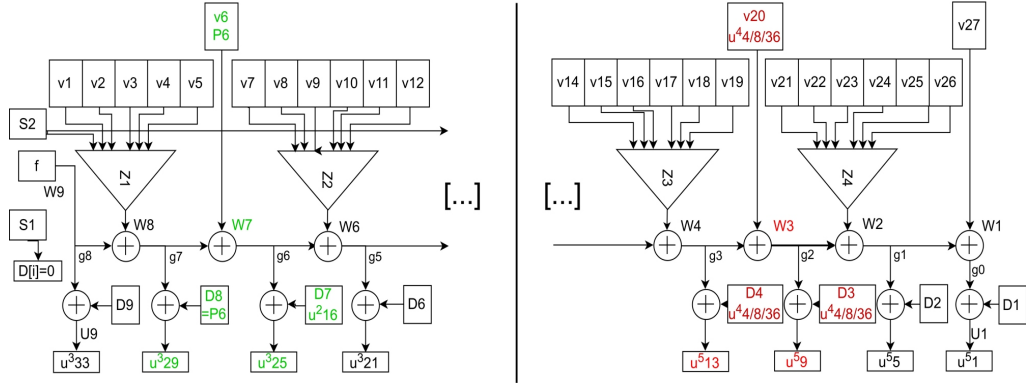 v6
P6
v20
u⁴4/8/36
v27
v1 v2 v3 v4 v5
v7 v8 v9 v10 v11 v12
v14 v15 v16 v17 v18 v19
v21 v22 v23 v24 v25 v26
S2
f
Z1
Z2
Z3
Z4
W9
[...]
[...]
S1
W8
W7
W6
W4
W3
W2
W1
D[i]=0
g8
g7
g6
g5
g3
g2
g1
g0
D9
D8
=P6
D7
u²16
D6
D4
u⁴4/8/36
D3
u⁴4/8/36
D2
D1
U9
U1
u³33
u³29
u³25
u³21
u⁵13
u⁵9
u⁵5
u⁵1